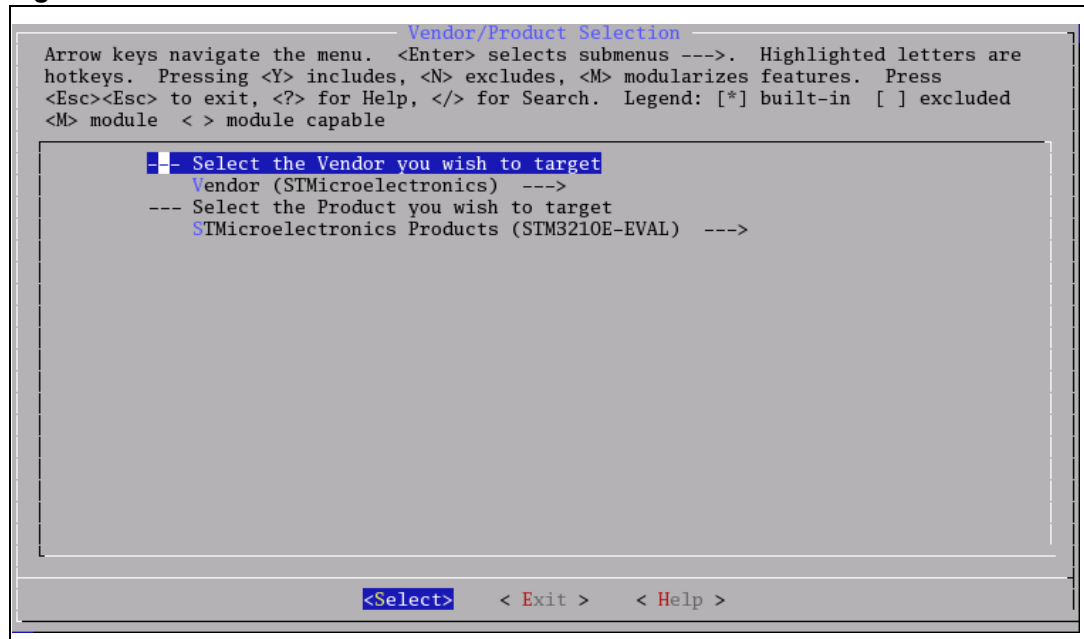 Vendor/Product Selection
Arrow keys navigate the menu. <Enter> selects submenus --->. Highlighted letters are
hotkeys. Pressing <Y> includes, <N> excludes, <M> modularizes features. Press
<Esc><Esc> to exit, <?> for Help, </> for Search. Legend: [*] built-in [ ] excluded
<M> module < > module capable
--- Select the Vendor you wish to target
Vendor (STMicroelectronics) --->
--- Select the Product you wish to target
STMicroelectronics Products (STM3210E-EVAL) --->
<Select> < Exit > < Help >